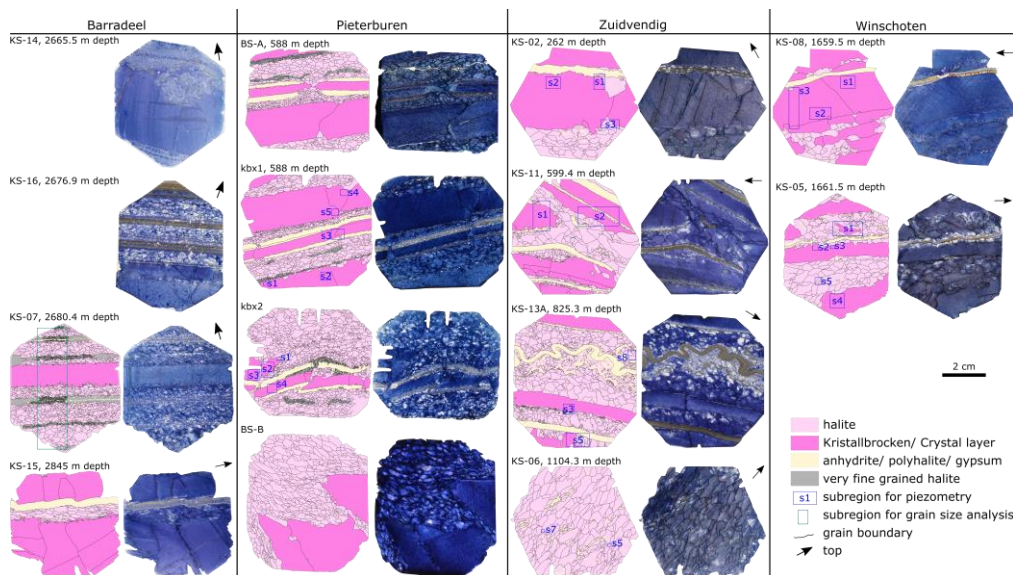 Barradeel
Pieterburen
Zuidvendig
Winschoten
KS-14, 2665.5 m depth
KS-16, 2676.9 m depth
KS-07, 2680.4 m depth
KS-15, 2845 m depth
BS-A, 588 m depth
kbx1, 588 m depth
s4
s5
s3
s2
s1
kbx2
s1
s2
s3
s4
BS-B
KS-02, 262 m depth
s2
s1
s3
KS-11, 599.4 m depth
s1
s2
KS-13A, 825.3 m depth
s6
s3
s5
KS-06, 1104.3 m depth
s7
s5
KS-08, 1659.5 m depth
s1
s3
s2
KS-05, 1661.5 m depth
s1
s2
s3
s5
s4
2 cm
halite
Kristallbrocken/ Crystal layer
anhydrite/ polyhalite/ gypsum
very fine grained halite
s1 subregion for piezometry
subregion for grain size analysis
grain boundary
top